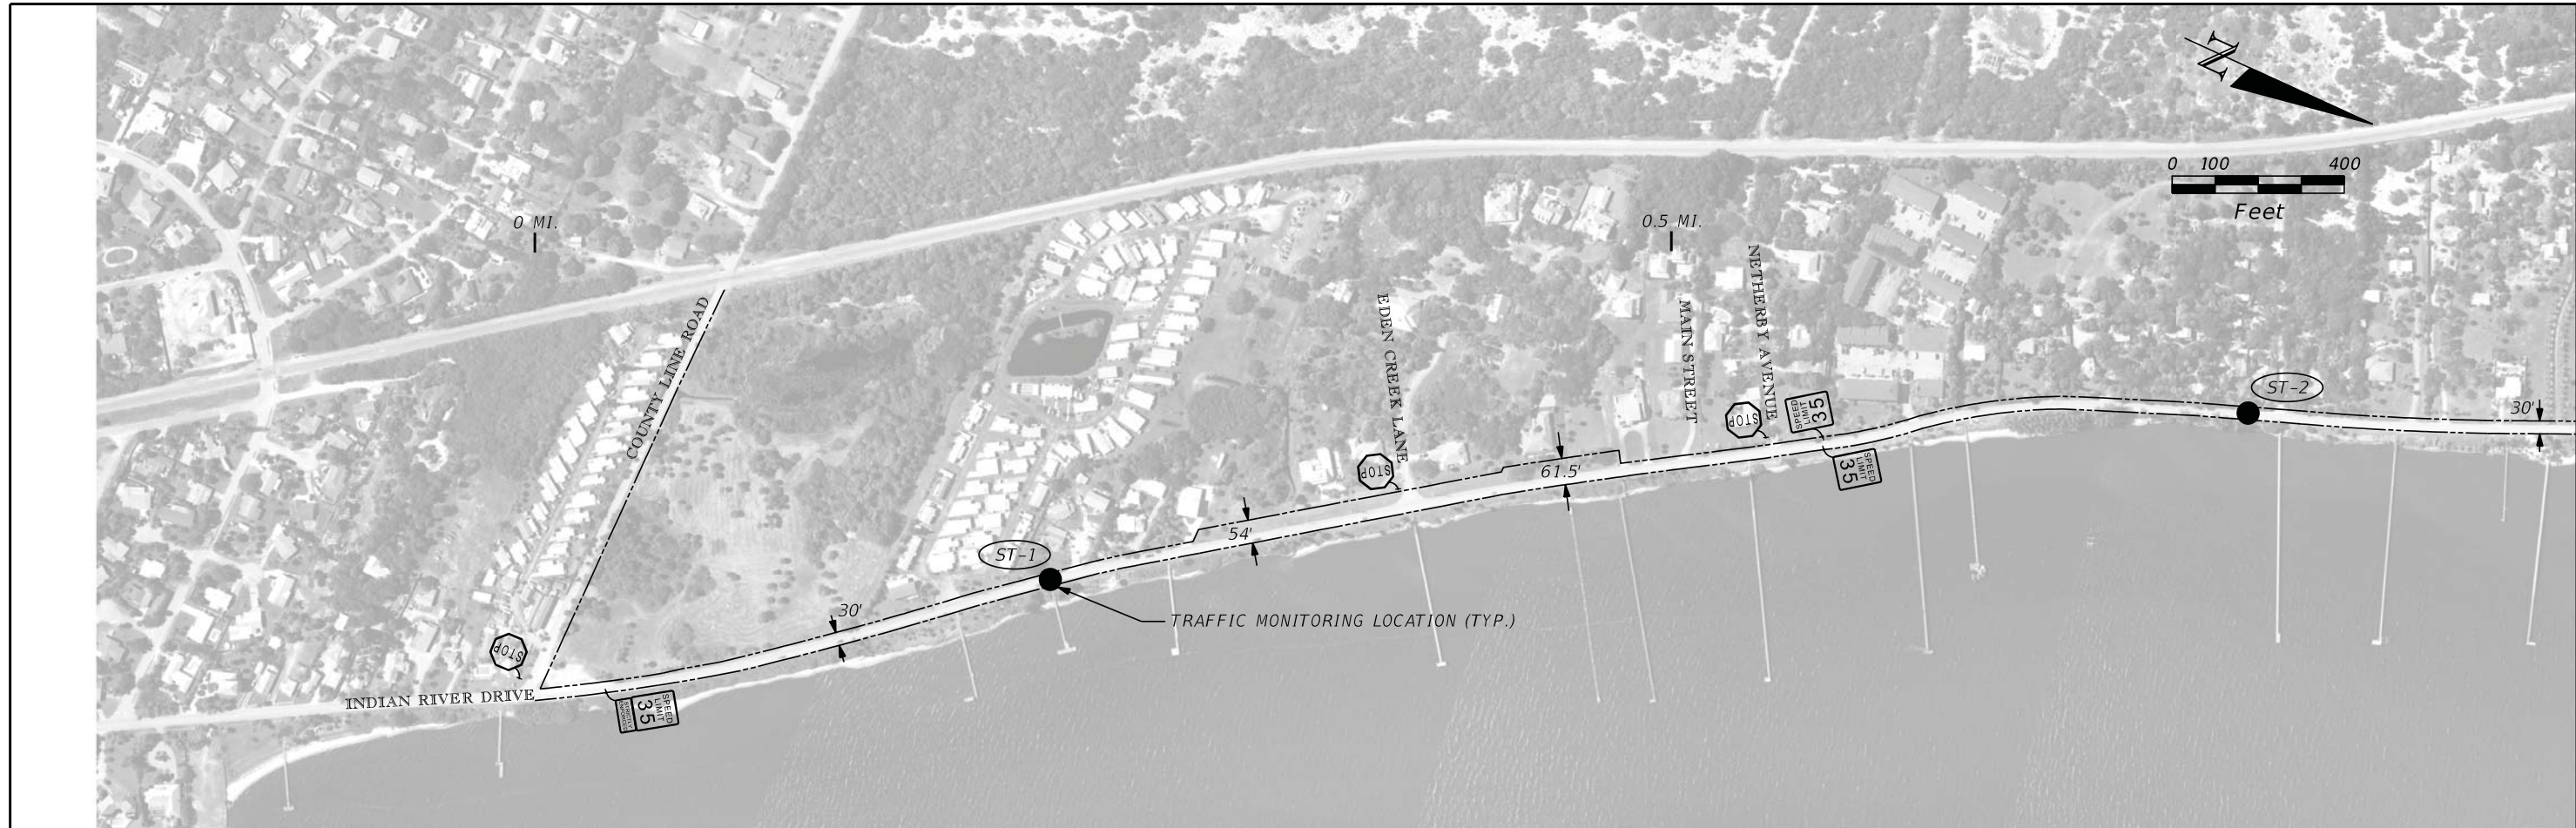 N
0 100 400
Feet
0 MI.
0.5 MI.
COUNTY LINE ROAD
EDEN CREEK LANE
MAIN STREET
NETHERBY AVENUE
STOP
SPEED
LIMIT
35
ST-2
30'
STOP
61.5'
SPEED
LIMIT
35
54'
ST-1
30'
TRAFFIC MONITORING LOCATION (TYP.)
STOP
INDIAN RIVER DRIVE
SPEED
LIMIT
35
STRICTLY
ENFORCED